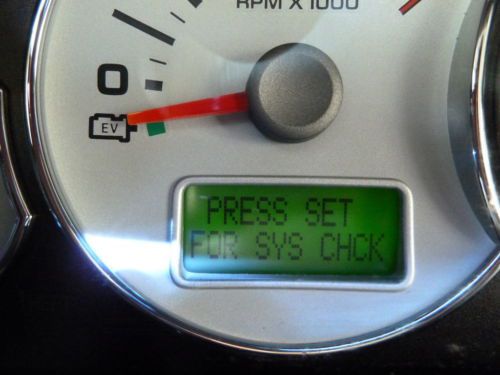 RPM X 1000
0
EV
PRESS SET
FOR SYS CHCK